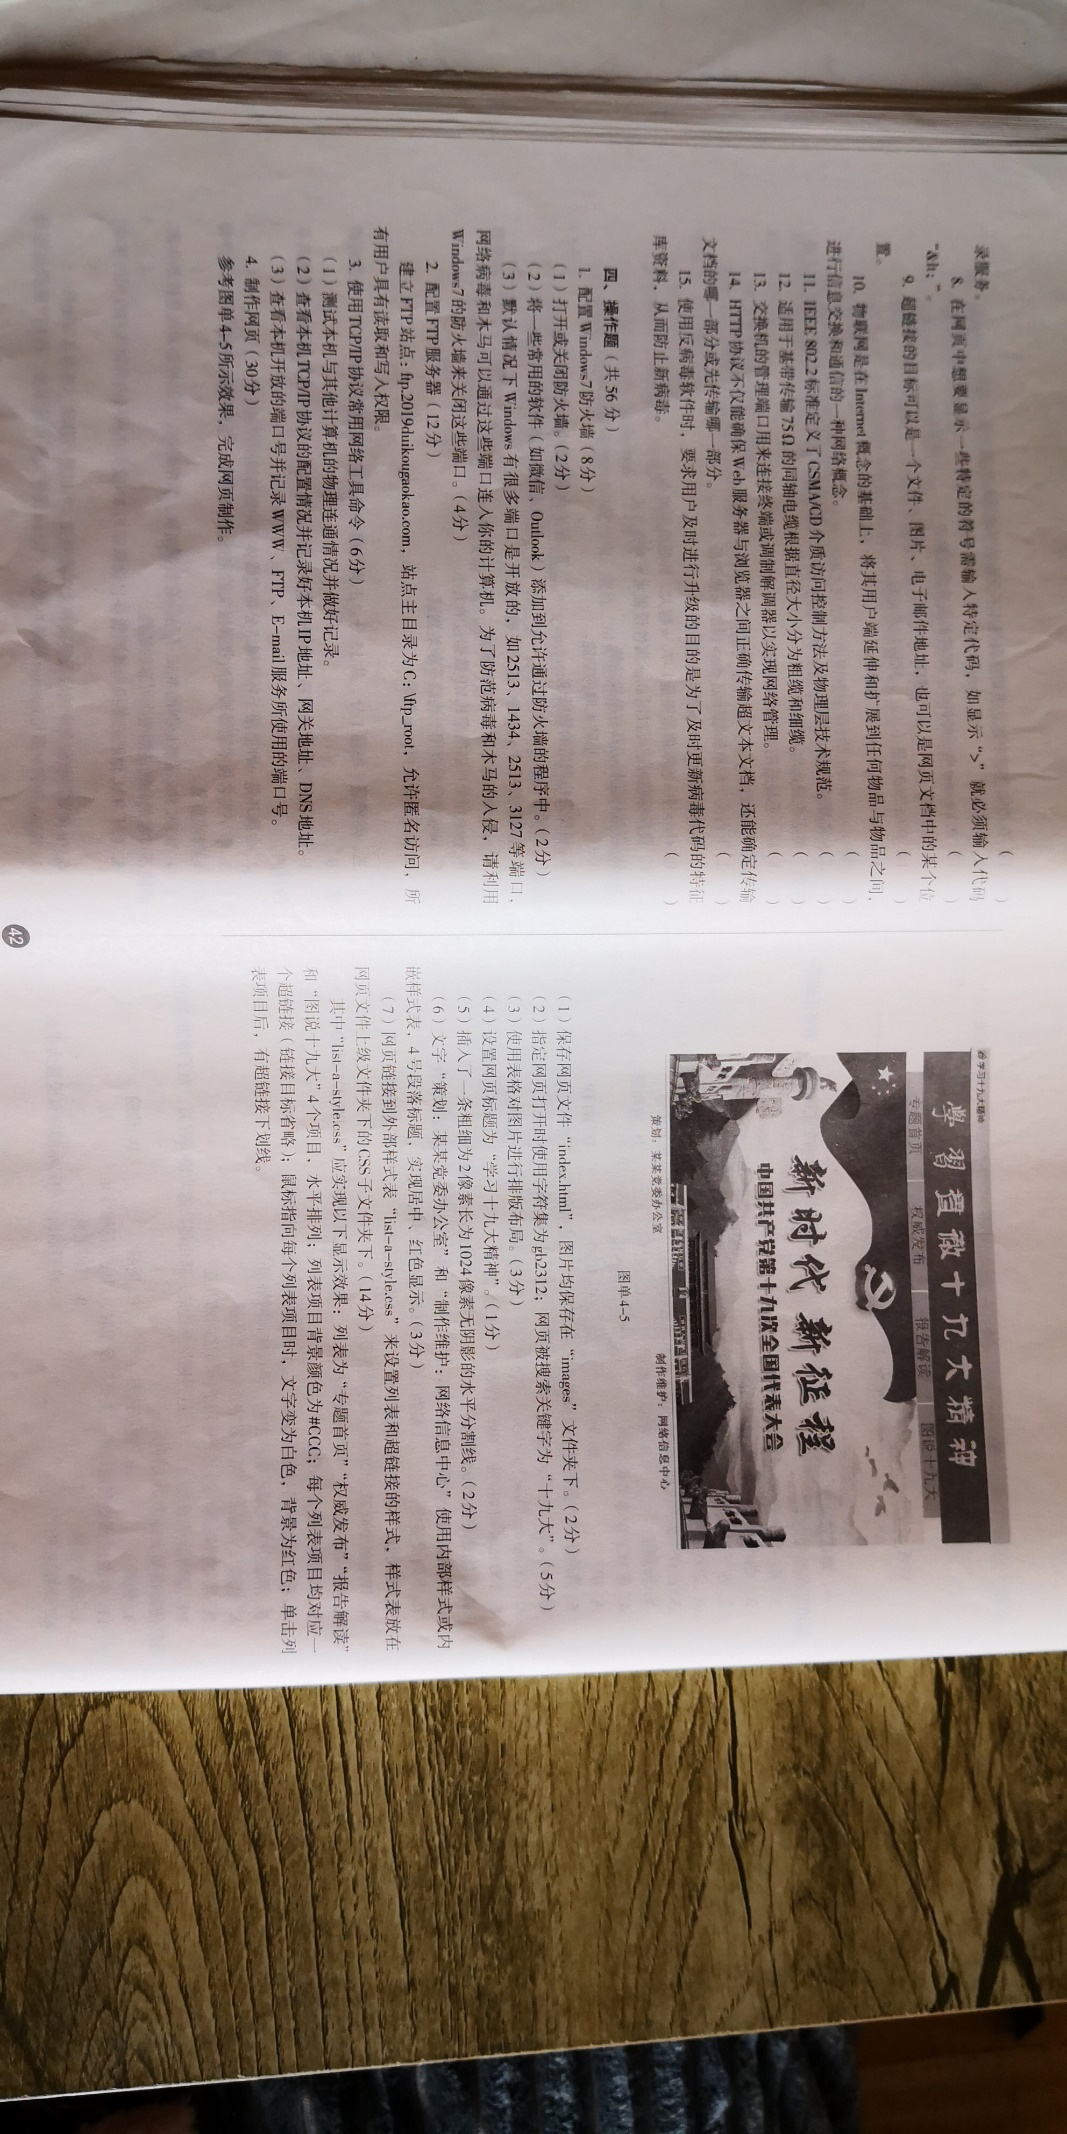 录服务。 ( )
8. 在网页中想要显示一些特定的符号需输入特定代码，如显示“>”就必须输入代码
“&lt; ”。 ( )
9. 超链接的目标可以是一个文件、图片、电子邮件地址，也可以是网页文档中的某个位
置。 ( )
10. 物联网是在Internet概念的基础上，将其用户端延伸和扩展到任何物品与物品之间，
进行信息交换和通信的一种网络概念。 ( )
11. IEEE 802.2标准定义了CSMA/CD介质访问控制方法及物理层技术规范。 ( )
12. 适用于基带传输75Ω的同轴电缆根据直径大小分为粗缆和细缆。 ( )
13. 交换机的管理端口用来连接终端或调制解调器以实现网络管理。 ( )
14. HTTP协议不仅能确保Web服务器与浏览器之间正确传输超文本文档，还能确定传输
文档的哪一部分或先传输哪一部分。 ( )
15. 使用反病毒软件时，要求用户及时进行升级的目的是为了及时更新病毒代码的特征
库资料，从而防止新病毒。 ( )
四、操作题（共56分）
1. 配置Windows7防火墙（8分）
（1）打开或关闭防火墙。（2分）
（2）将一些常用的软件（如微信、Outlook）添加到允许通过防火墙的程序中。（2分）
（3）默认情况下Windows有很多端口是开放的，如2513、1434、2513、3127等端口，
网络病毒和木马可以通过这些端口连入你的计算机。为了防范病毒和木马的入侵，请利用
Windows7的防火墙来关闭这些端口。（4分）
2. 配置FTP服务器（12分）
建立FTP站点：ftp.2019duikougaokao.com，站点主目录为C：\ftp_root，允许匿名访问，所
有用户具有读取和写入权限。
3. 使用TCP/IP协议常用网络工具命令（6分）
（1）测试本机与其他计算机的物理连通情况并做好记录。
（2）查看本机TCP/IP协议的配置情况并记录好本机IP地址、网关地址、DNS地址。
（3）查看本机开放的端口号并记录WWW、FTP、E-mail服务所使用的端口号。
4. 制作网页（30分）
参考图单4-5所示效果，完成网页制作。
学习十九大精神
学习贯彻十九大精神
专题首页 权威发布 报告解读 图说十九大
新时代 新征程
中国共产党第十九次全国代表大会
策划：某某党委办公室 制作维护：网络信息中心
图单4-5
（1）保存网页文件“index.html”，图片均保存在“images”文件夹下。（2分）
（2）指定网页打开时使用字符集为gb2312；网页被搜索关键字为“十九大”。（5分）
（3）使用表格对图片进行排版布局。（3分）
（4）设置网页标题为“学习十九大精神”。（1分）
（5）插入了一条粗细为2像素长为1024像素无阴影的水平分割线。（2分）
（6）文字“策划：某某党委办公室”和“制作维护：网络信息中心”使用内部样式或内
嵌样式表，4号段落标题，实现居中、红色显示。（3分）
（7）网页链接到外部样式表“list-a-style.css”来设置列表和超链接的样式，样式表放在
网页文件上级文件夹下的CSS子文件夹下。（14分）
其中“list-a-style.css”应实现以下显示效果：列表为“专题首页”“权威发布”“报告解读”
和“图说十九大”4个项目，水平排列；列表项目背景颜色为#CCC；每个列表项目均对应一
个超链接（链接目标省略）；鼠标指向每个列表项目时，文字变为白色，背景为红色；单击列
表项目后，有超链接下划线。
42